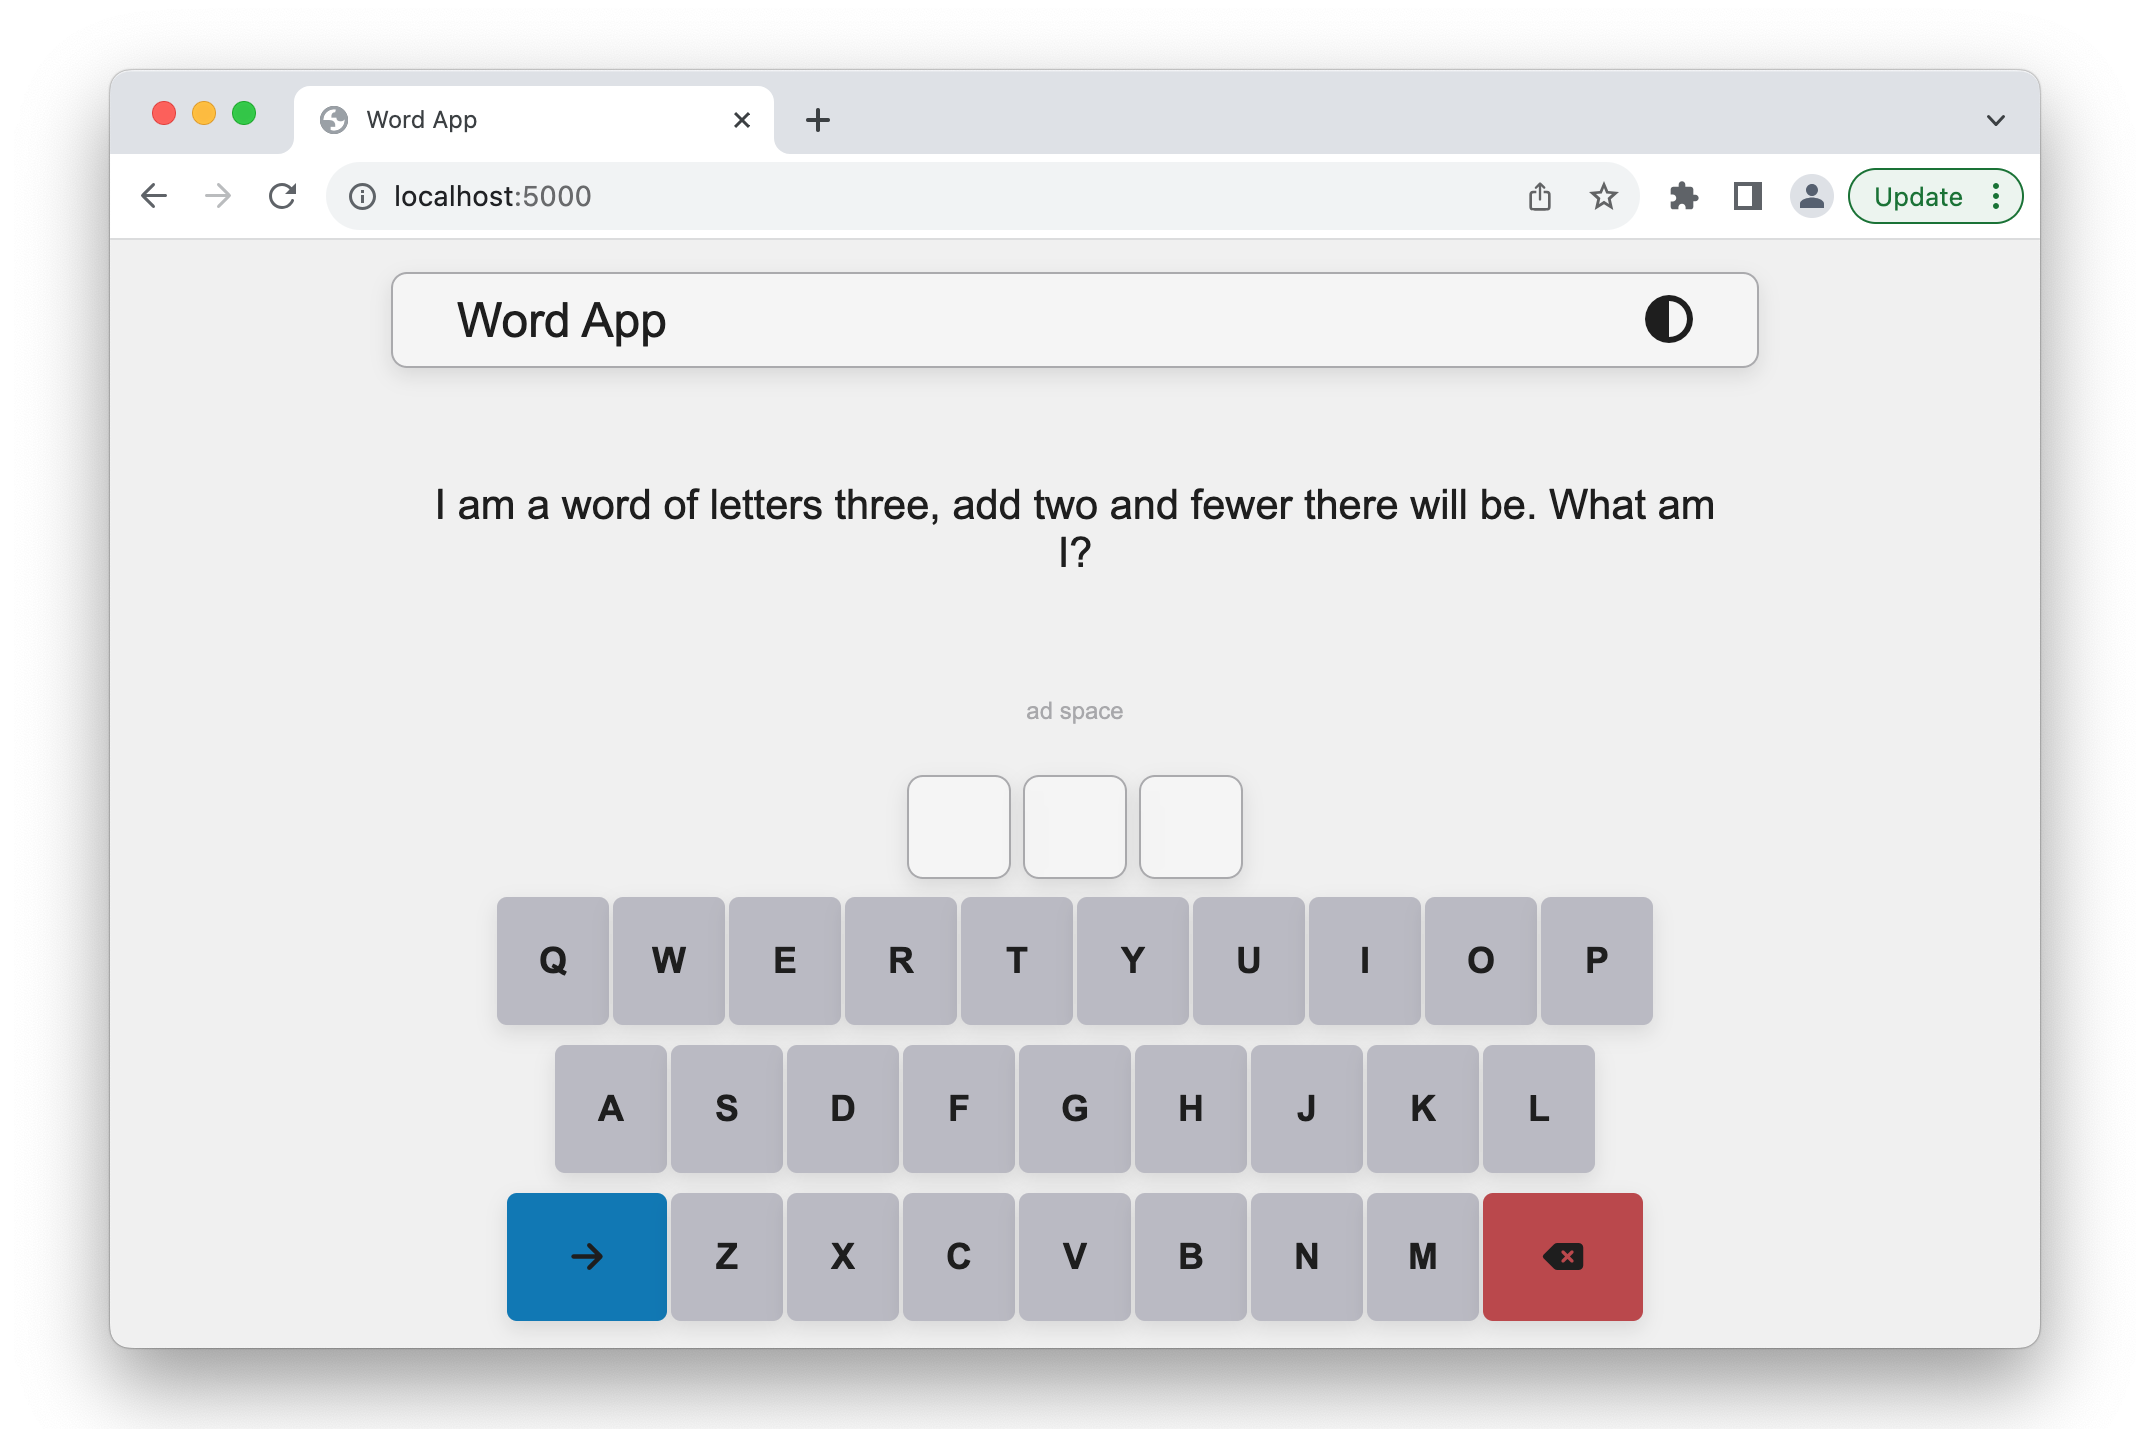 Word App
localhost:5000
Update
Word App
I am a word of letters three, add two and fewer there will be. What am
I?
ad space
Q W E R T Y U I O P
A S D F G H J K L
Z X C V B N M